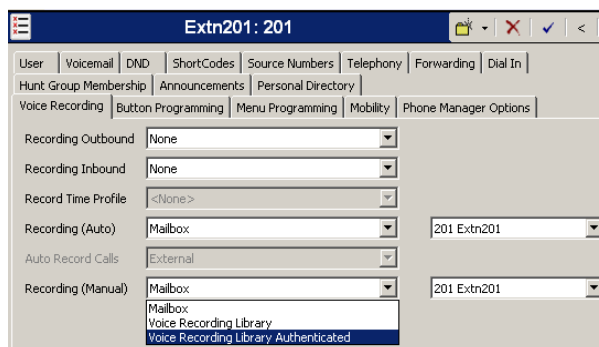 Extn201: 201
<
User Voicemail DND ShortCodes Source Numbers Telephony Forwarding Dial In
Hunt Group Membership Announcements Personal Directory
Voice Recording Button Programming Menu Programming Mobility Phone Manager Options
Recording Outbound None
Recording Inbound None
Record Time Profile <None>
Recording (Auto) Mailbox 201 Extn201
Auto Record Calls External
Recording (Manual) Mailbox 201 Extn201
Mailbox
Voice Recording Library
Voice Recording Library Authenticated